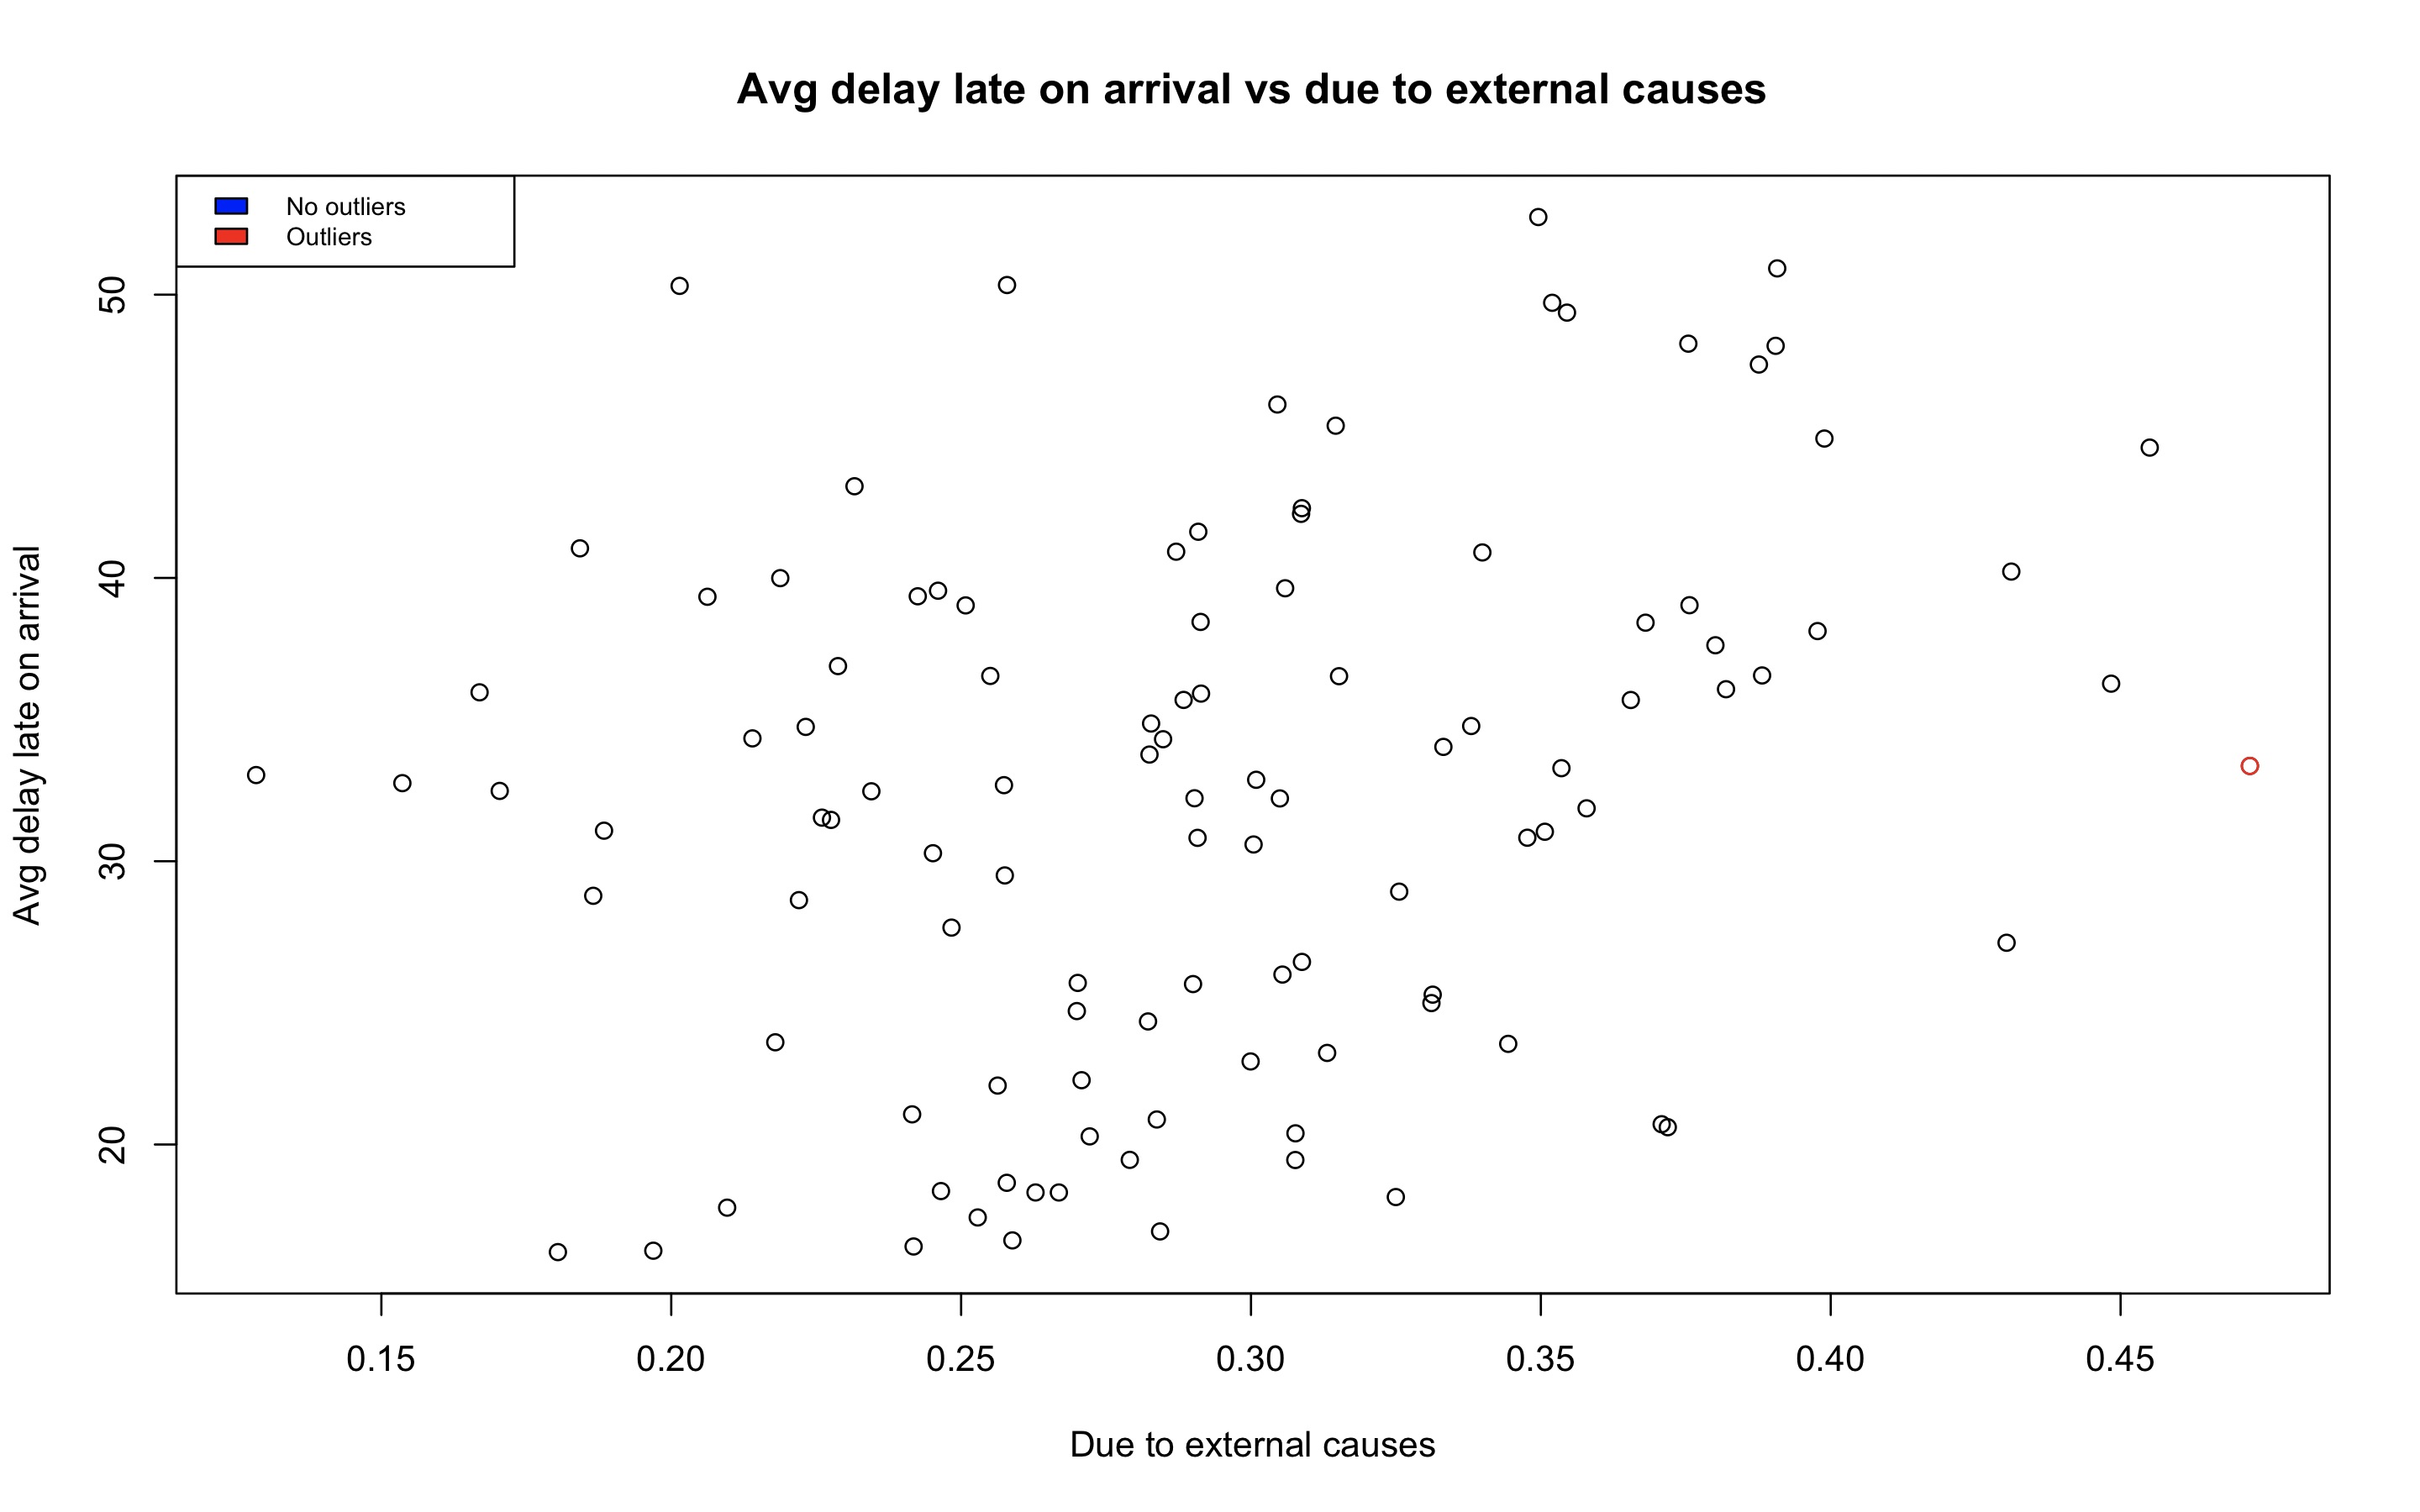 Avg delay late on arrival vs due to external causes
No outliers
Outliers
Avg delay late on arrival
50
40
30
20
0.15 0.20 0.25 0.30 0.35 0.40 0.45
Due to external causes